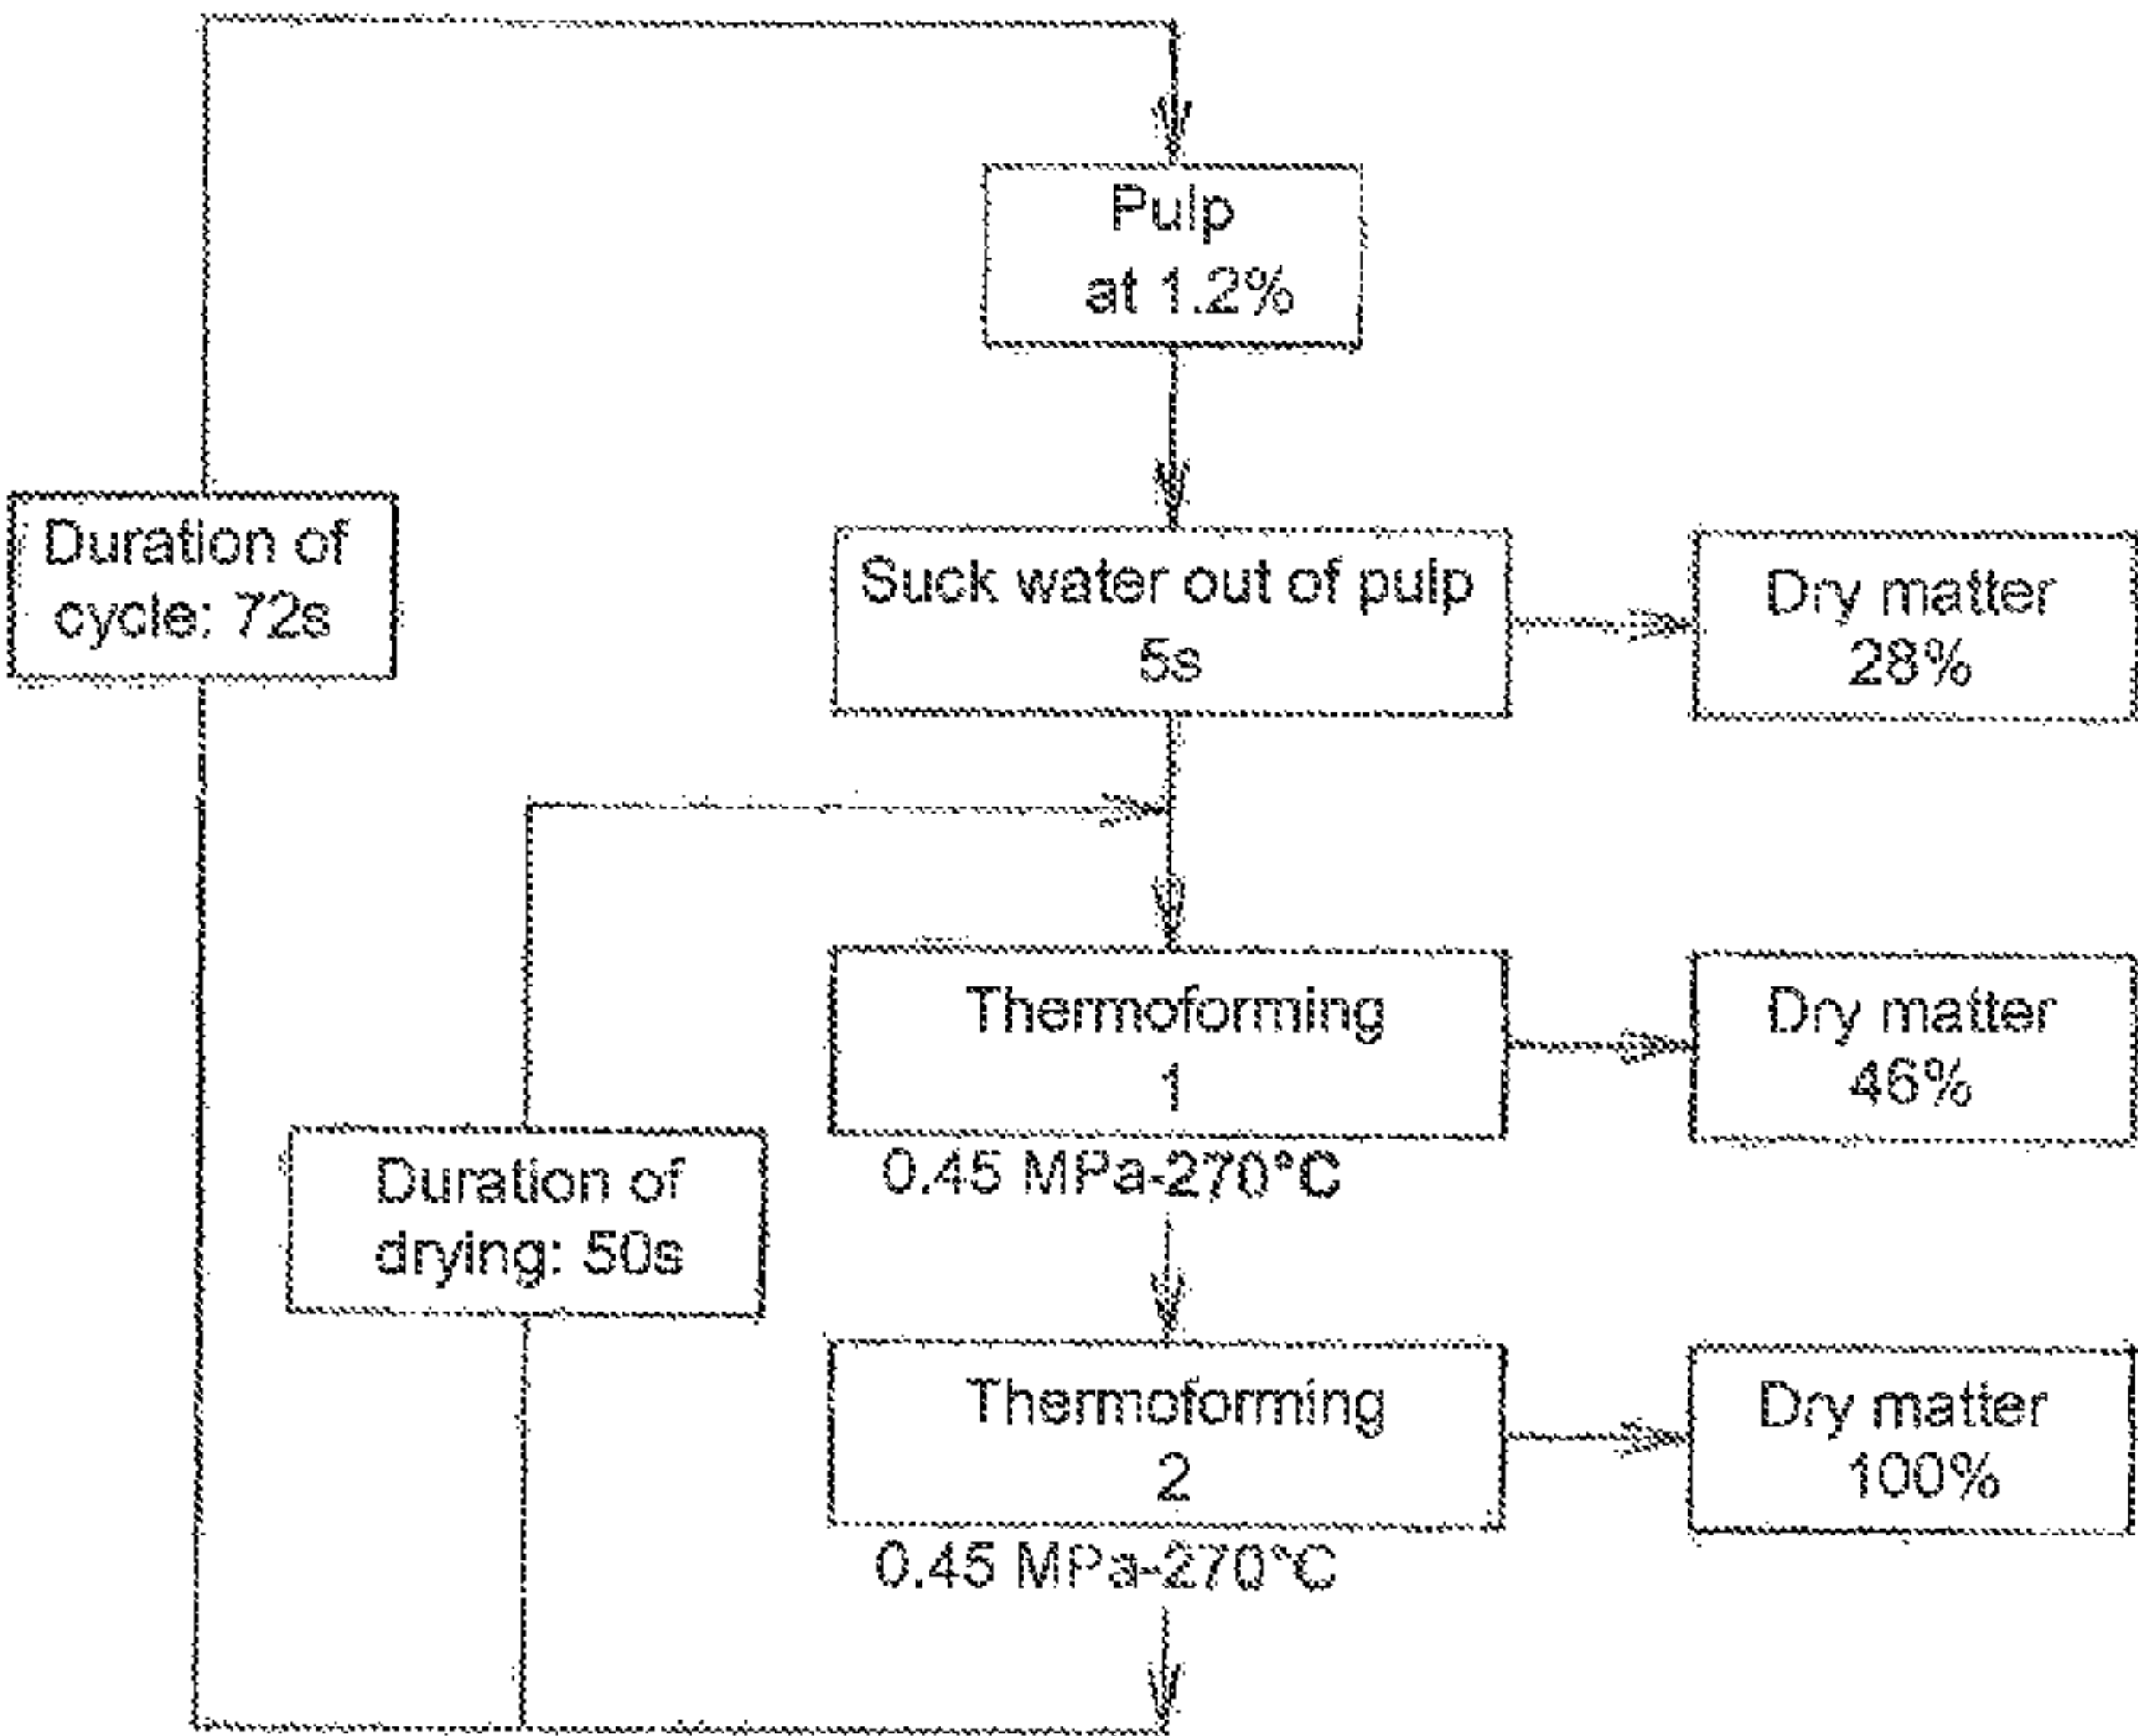 Pulp
at 1.2%
Duration of
cycle: 72s
Suck water out of pulp
5s
Dry matter
28%
Thermoforming
1
0.45 MPa-270°C
Dry matter
46%
Duration of
drying: 50s
Thermoforming
2
0.45 MPa-270°C
Dry matter
100%